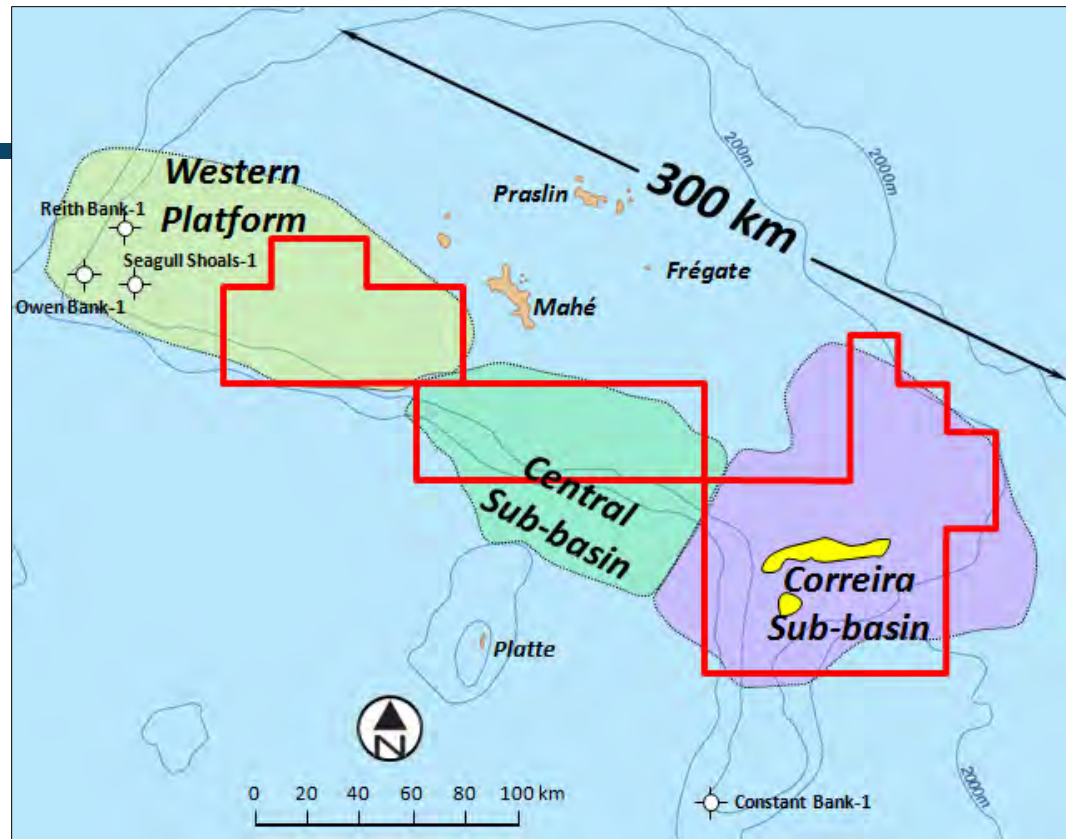 Western
Platform
Reith Bank-1
Seagull Shoals-1
Owen Bank-1
Praslin
300 km
200m
2000m
Frégate
Mahé
Central
Sub-basin
Correira
Sub-basin
Platte
N
0 20 40 60 80 100 km
Constant Bank-1
2000m